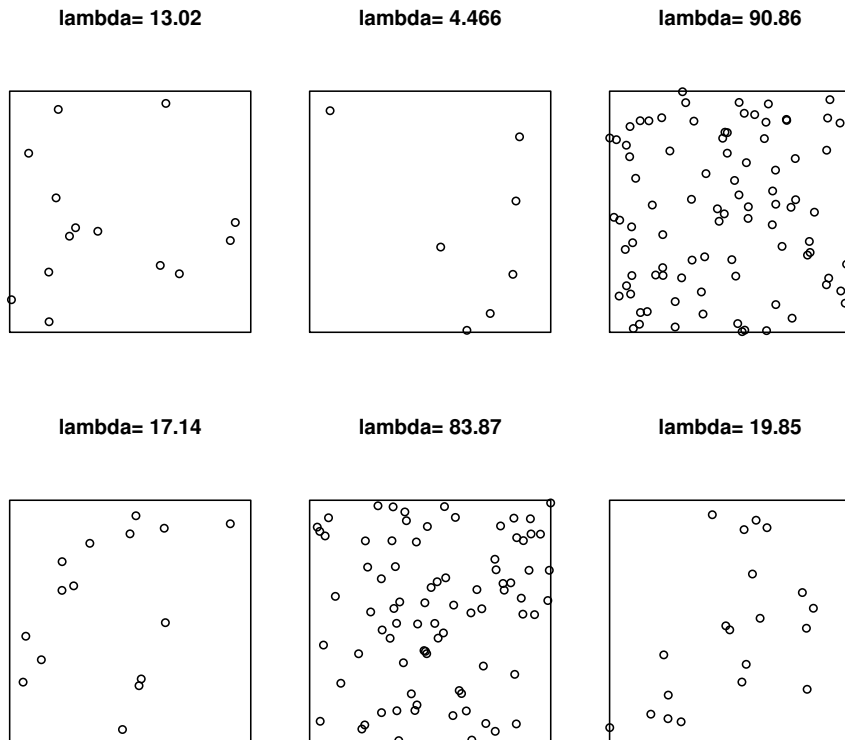 lambda= 13.02
lambda= 4.466
lambda= 90.86
lambda= 17.14
lambda= 83.87
lambda= 19.85